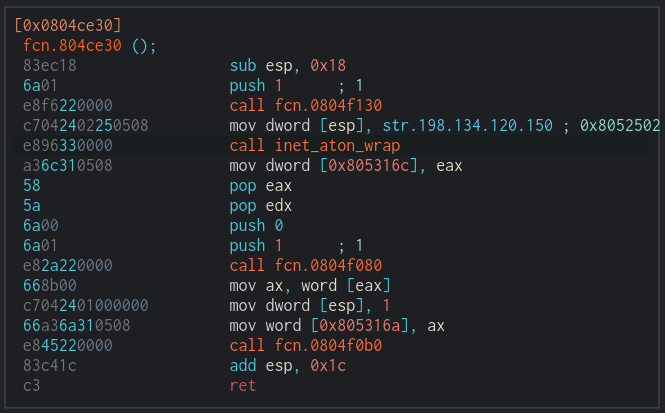 [0x0804ce30]
fcn.804ce30 ();
83ec18 sub esp, 0x18
6a01 push 1 ; 1
e8f6220000 call fcn.0804f130
c7042402250508 mov dword [esp], str.198.134.120.150 ; 0x8052502
e896330000 call inet_aton_wrap
a36c310508 mov dword [0x805316c], eax
58 pop eax
5a pop edx
6a00 push 0
6a01 push 1 ; 1
e82a220000 call fcn.0804f080
668b00 mov ax, word [eax]
c7042401000000 mov dword [esp], 1
66a36a310508 mov word [0x805316a], ax
e845220000 call fcn.0804f0b0
83c41c add esp, 0x1c
c3 ret